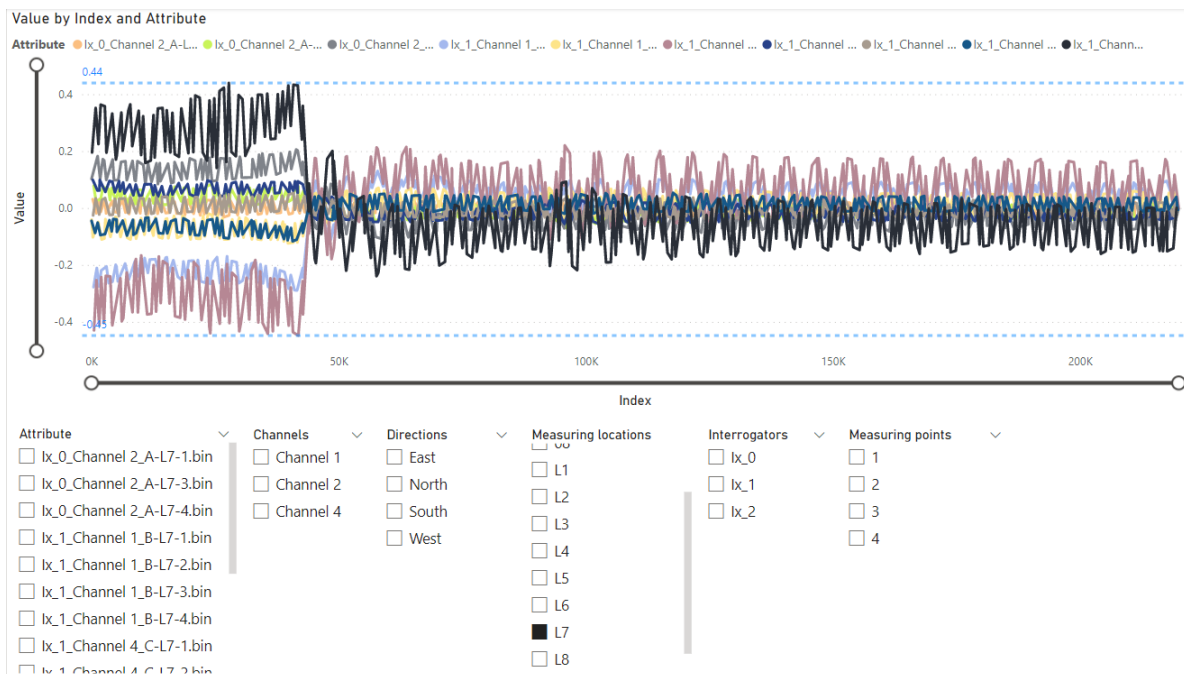 Value by Index and Attribute
Attribute Ix_0_Channel 2_A-L... Ix_0_Channel 2_A-... Ix_0_Channel 2_... Ix_1_Channel 1_... Ix_1_Channel 1_... Ix_1_Channel ... Ix_1_Channel ... Ix_1_Channel ... Ix_1_Channel ... Ix_1_Chann...
0.44
0.4
0.2
Value
0.0
-0.2
-0.4
-0.45
0K 50K 100K 150K 200K
Index
Attribute
Ix_0_Channel 2_A-L7-1.bin
Ix_0_Channel 2_A-L7-3.bin
Ix_0_Channel 2_A-L7-4.bin
Ix_1_Channel 1_B-L7-1.bin
Ix_1_Channel 1_B-L7-2.bin
Ix_1_Channel 1_B-L7-3.bin
Ix_1_Channel 1_B-L7-4.bin
Ix_1_Channel 4_C-L7-1.bin
Ix_1_Channel 4_C-L7-2.bin
Channels
Channel 1
Channel 2
Channel 4
Directions
East
North
South
West
Measuring locations
L1
L2
L3
L4
L5
L6
L7
L8
Interrogators
Ix_0
Ix_1
Ix_2
Measuring points
1
2
3
4